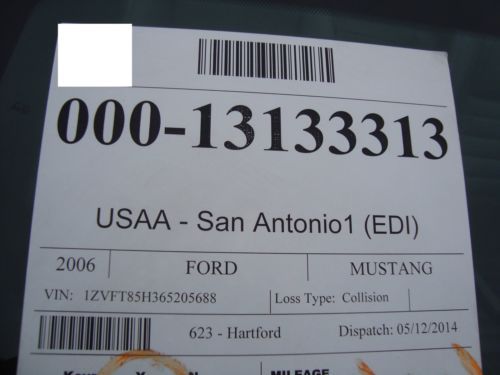 000-13133313
USAA - San Antonio1 (EDI)
2006 FORD MUSTANG
VIN: 1ZVFT85H365205688 Loss Type: Collision
623 - Hartford Dispatch: 05/12/2014
MILEAGE